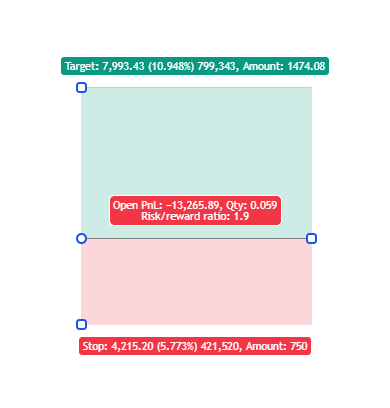 Target: 7,993.43 (10.948%) 799,343, Amount: 1474.08
Open PnL: −13,265.89, Qty: 0.059
Risk/reward ratio: 1.9
Stop: 4,215.20 (5.773%) 421,520, Amount: 750